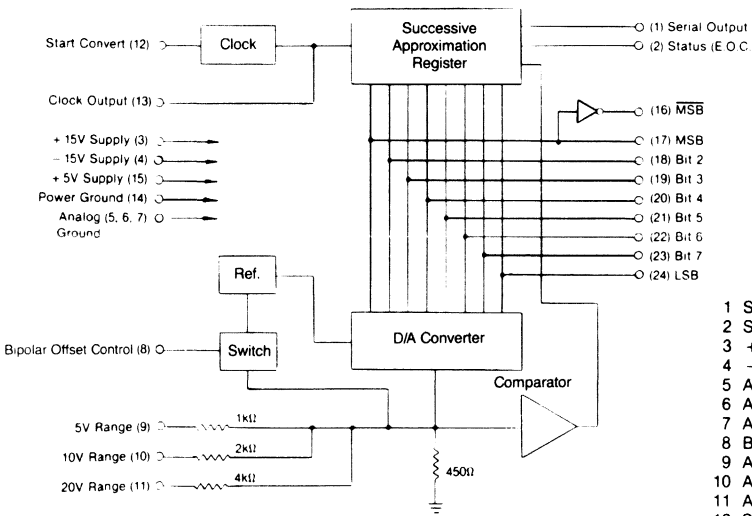 Start Convert (12)
Clock
Successive
Approximation
Register
(1) Serial Output
(2) Status (E.O.C.
Clock Output (13)
(16) MSB
+ 15V Supply (3)
(17) MSB
- 15V Supply (4)
(18) Bit 2
+ 5V Supply (15)
(19) Bit 3
Power Ground (14)
(20) Bit 4
Analog (5, 6, 7)
Ground
(21) Bit 5
(22) Bit 6
(23) Bit 7
(24) LSB
Ref.
Bipolar Offset Control (8)
Switch
D/A Converter
Comparator
5V Range (9)
1kΩ
10V Range (10)
2kΩ
20V Range (11)
4kΩ
450Ω
1 S
2 S
3 +
4 -
5 A
6 A
7 A
8 B
9 A
10 A
11 A